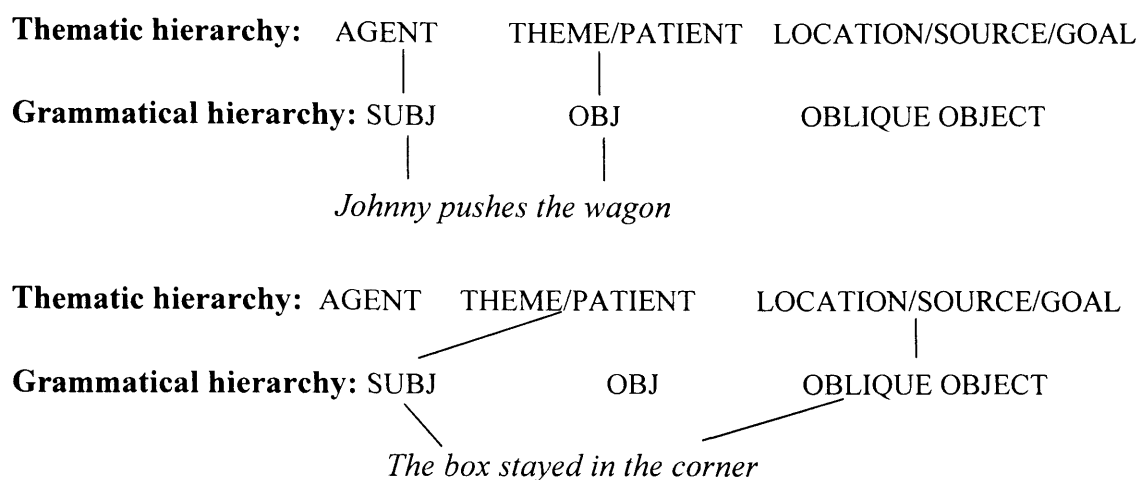 Thematic hierarchy: AGENT THEME/PATIENT LOCATION/SOURCE/GOAL
Grammatical hierarchy: SUBJ OBJ OBLIQUE OBJECT
Johnny pushes the wagon
Thematic hierarchy: AGENT THEME/PATIENT LOCATION/SOURCE/GOAL
Grammatical hierarchy: SUBJ OBJ OBLIQUE OBJECT
The box stayed in the corner